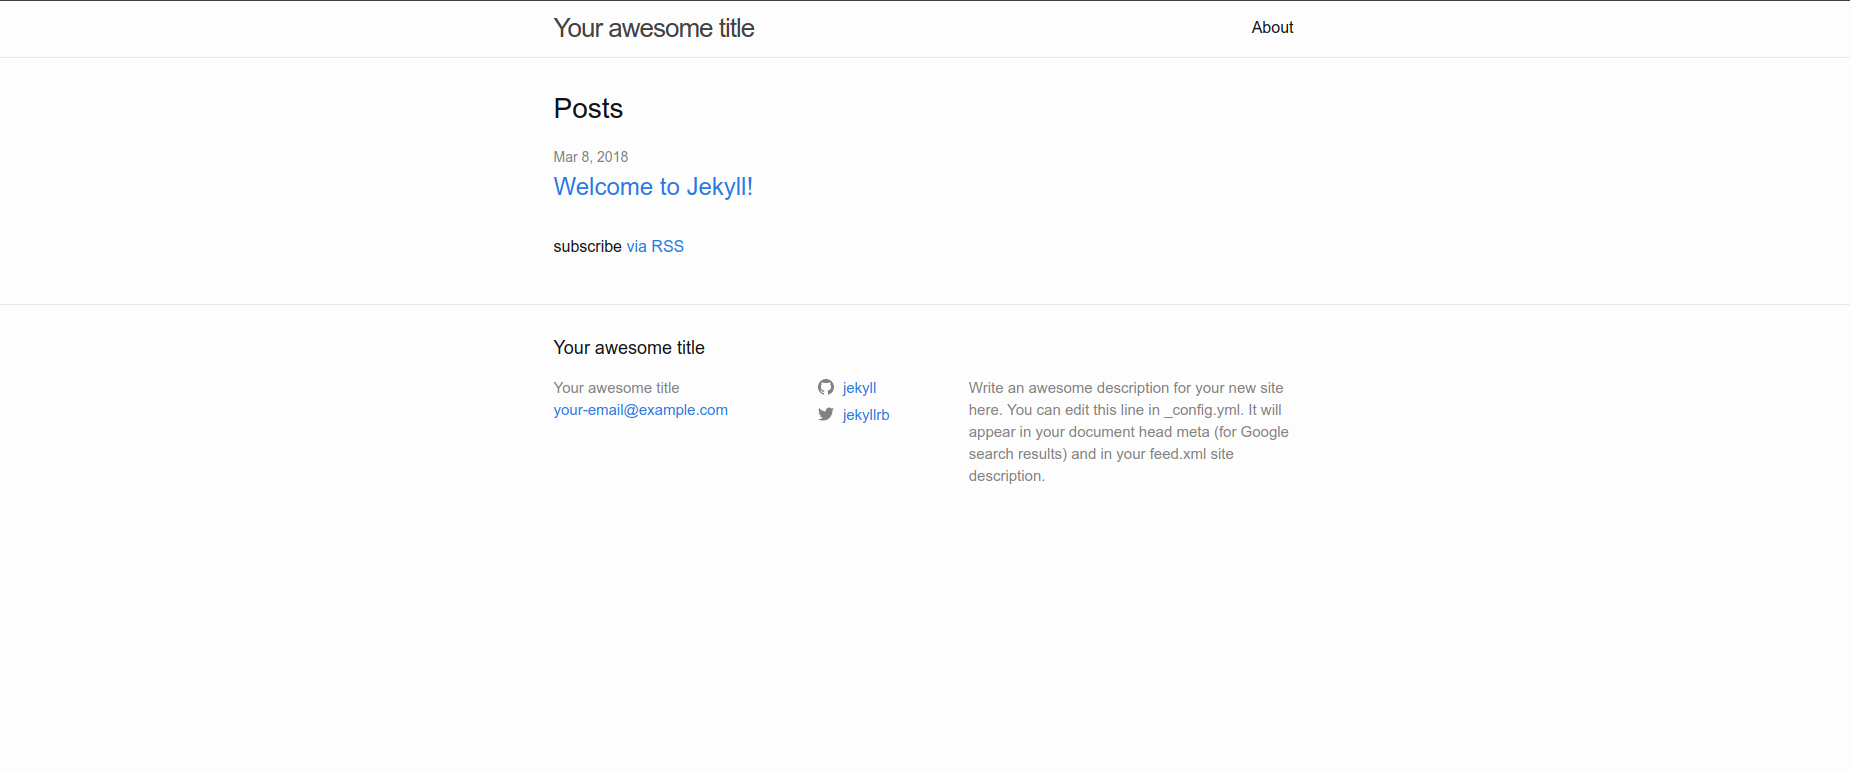 Your awesome title
About
Posts
Mar 8, 2018
Welcome to Jekyll!
subscribe via RSS
Your awesome title
Your awesome title
your-email@example.com
jekyll
jekyllrb
Write an awesome description for your new site
here. You can edit this line in _config.yml. It will
appear in your document head meta (for Google
search results) and in your feed.xml site
description.